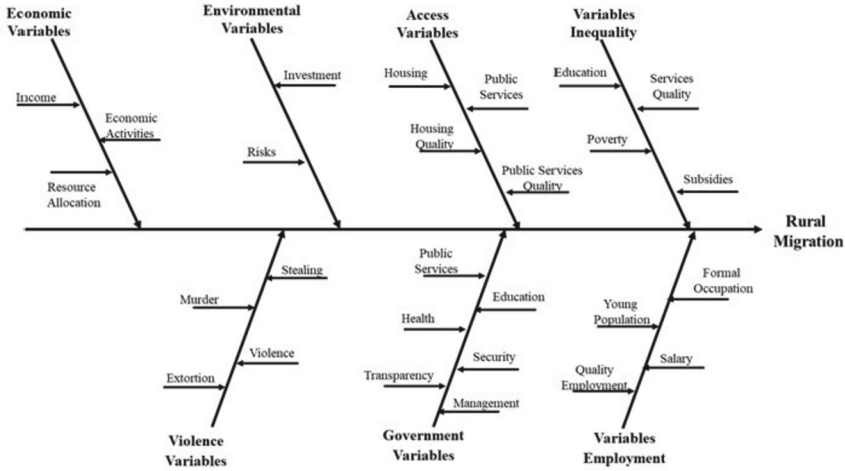 Economic
Variables
Environmental
Variables
Access
Variables
Variables
Inequality
Income
Economic
Activities
Resource
Allocation
Investment
Risks
Housing
Public
Services
Housing
Quality
Public Services
Quality
Education
Services
Quality
Poverty
Subsidies
Rural
Migration
Stealing
Murder
Violence
Extortion
Violence
Variables
Public
Services
Education
Health
Security
Transparency
Management
Government
Variables
Formal
Occupation
Young
Population
Salary
Quality
Employment
Variables
Employment